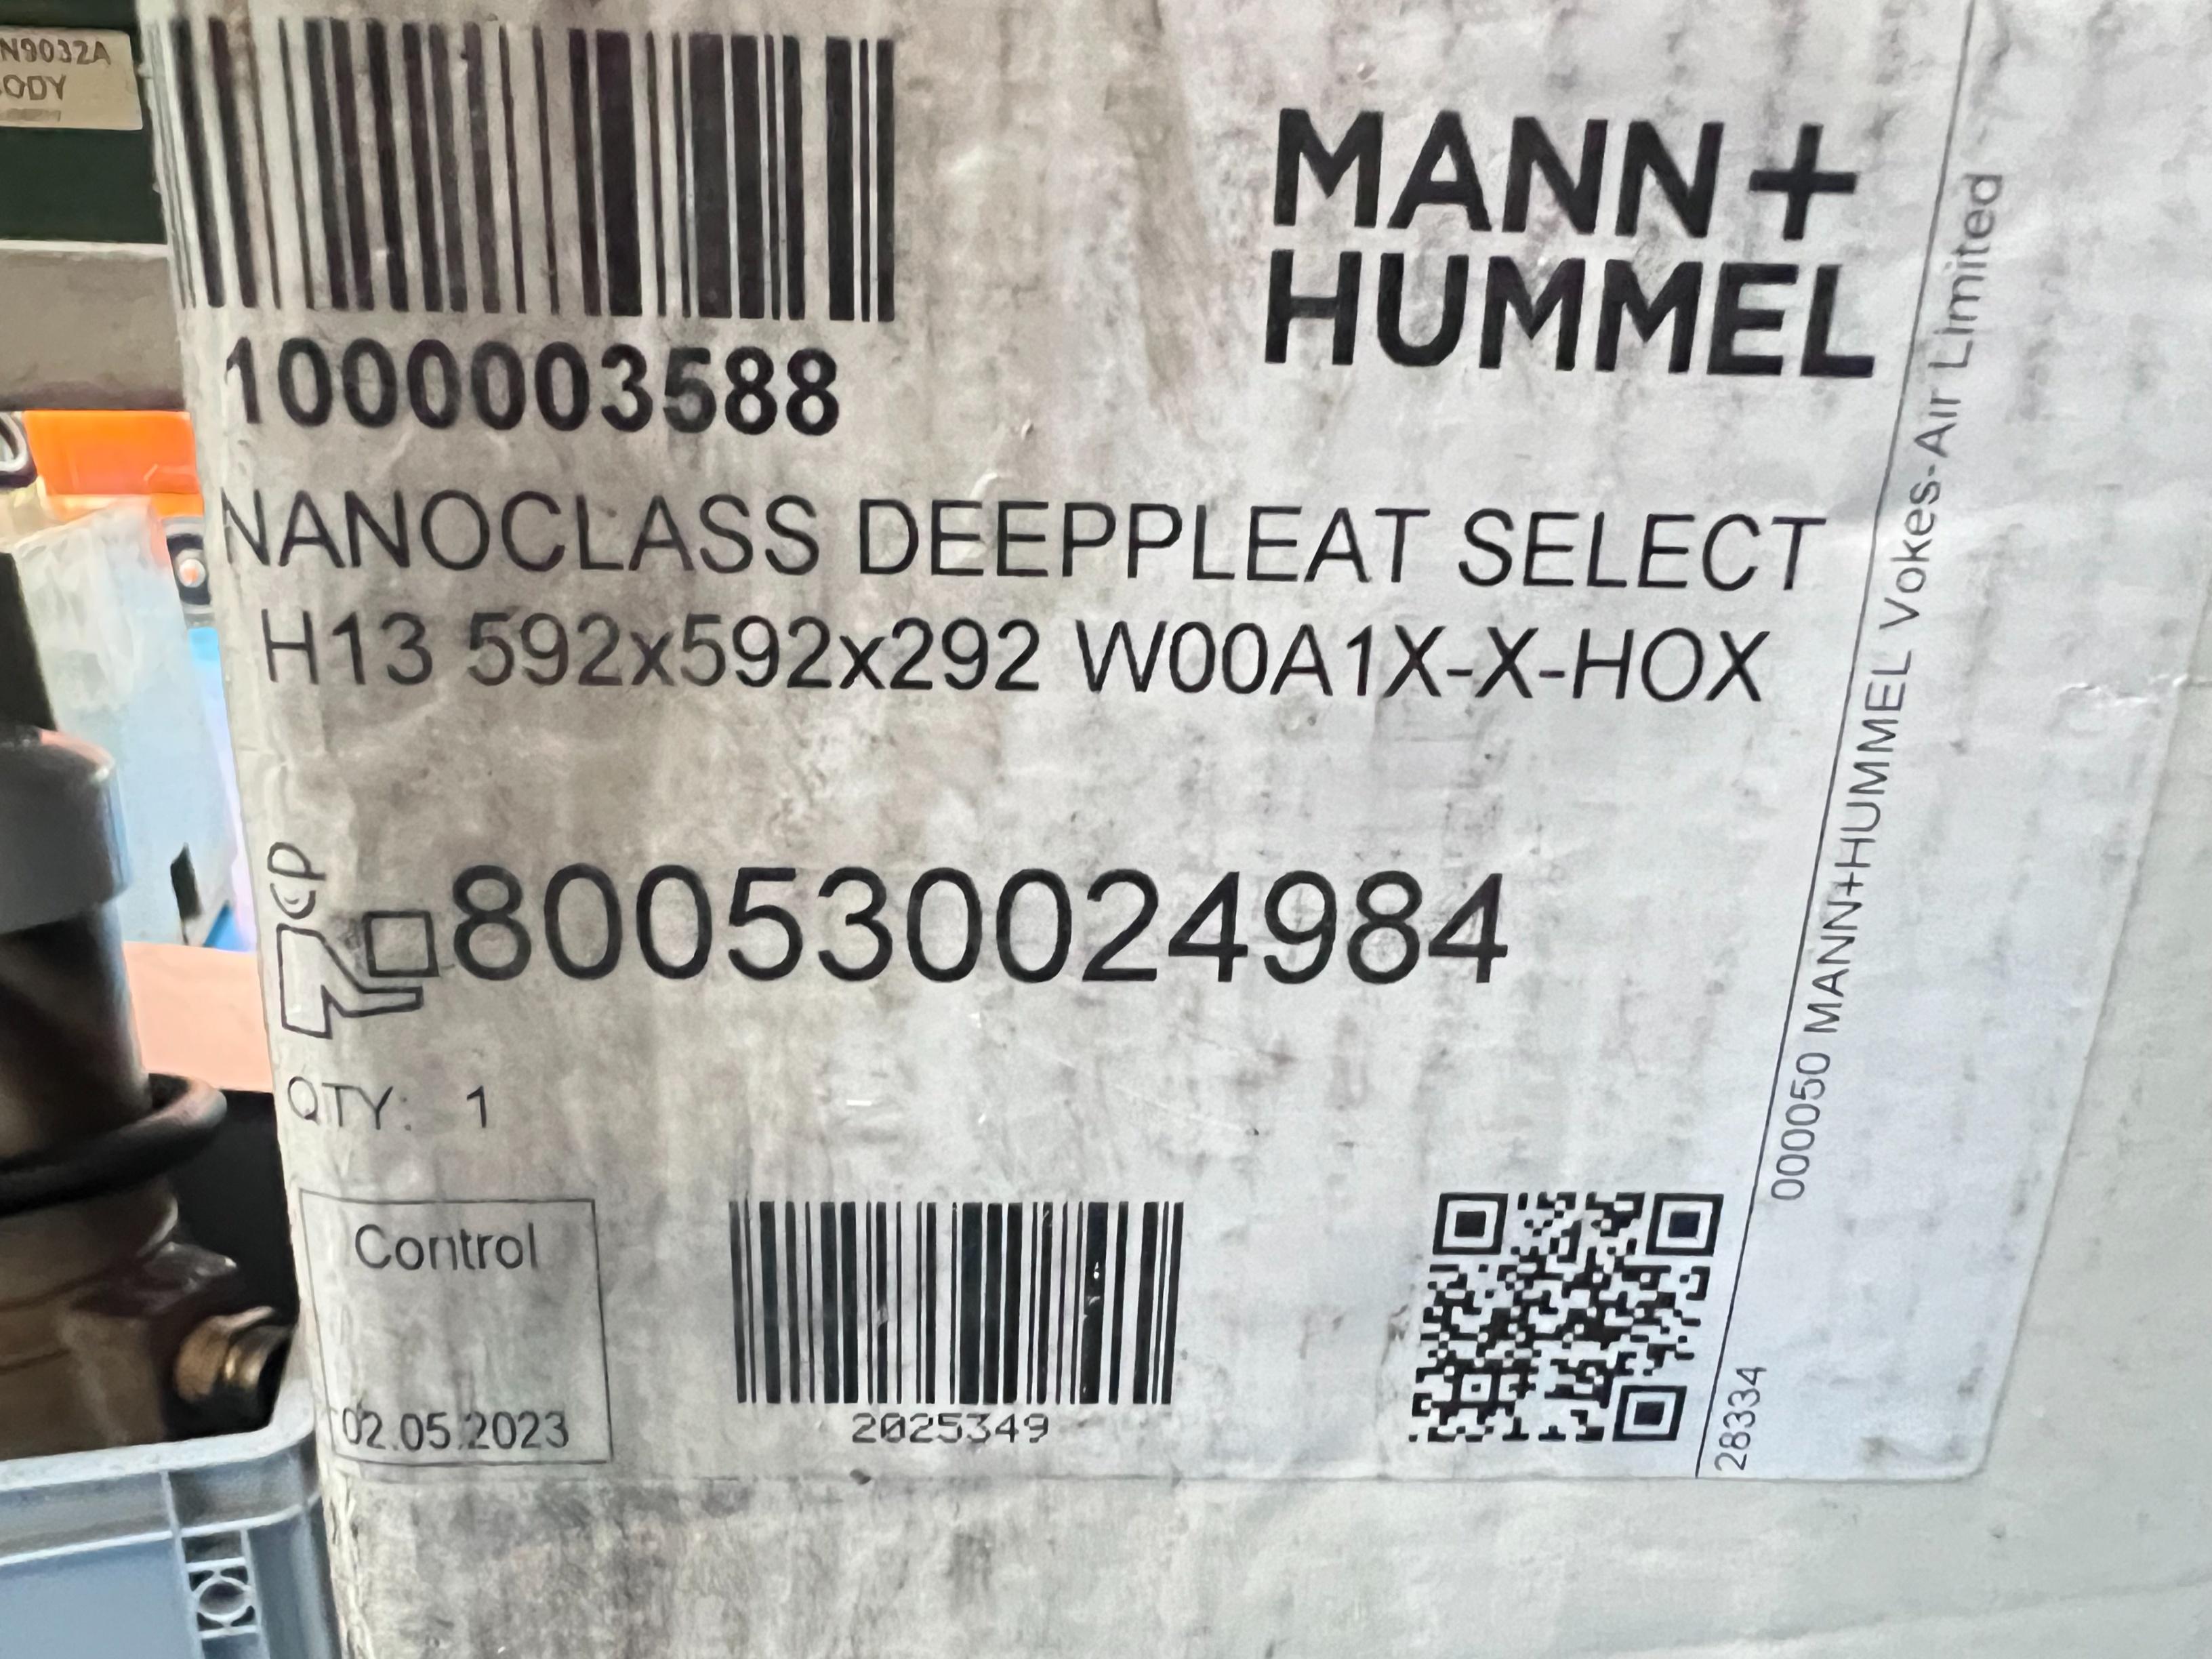 N9032A
ODY
MANN+
HUMMEL
1000003588
NANOCLASS DEEPPLEAT SELECT
H13 592x592x292 W00A1X-X-HOX
800530024984
QTY: 1
Control
02.05.2023
2025349
28334
000050 MANN+HUMMEL Vokes-Air Limited